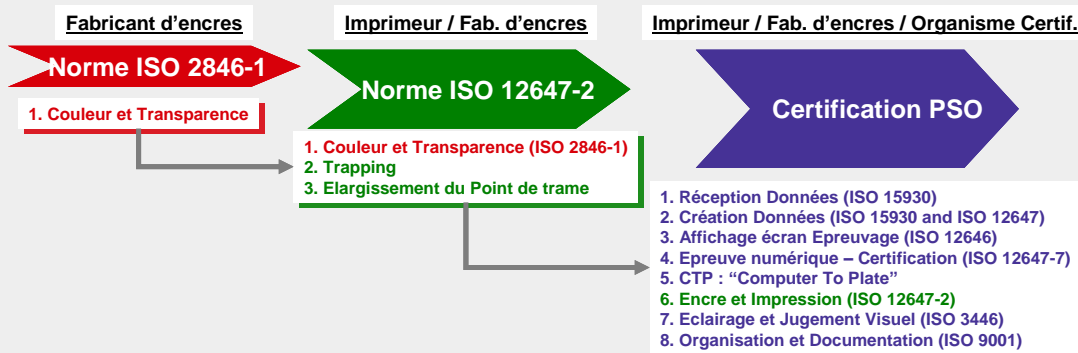 Fabricant d'encres
Norme ISO 2846-1
1. Couleur et Transparence
Imprimeur / Fab. d'encres
Norme ISO 12647-2
1. Couleur et Transparence (ISO 2846-1)
2. Trapping
3. Elargissement du Point de trame
Imprimeur / Fab. d'encres / Organisme Certif.
Certification PSO
1. Réception Données (ISO 15930)
2. Création Données (ISO 15930 and ISO 12647)
3. Affichage écran Epreuvage (ISO 12646)
4. Epreuve numérique – Certification (ISO 12647-7)
5. CTP : “Computer To Plate”
6. Encre et Impression (ISO 12647-2)
7. Eclairage et Jugement Visuel (ISO 3446)
8. Organisation et Documentation (ISO 9001)